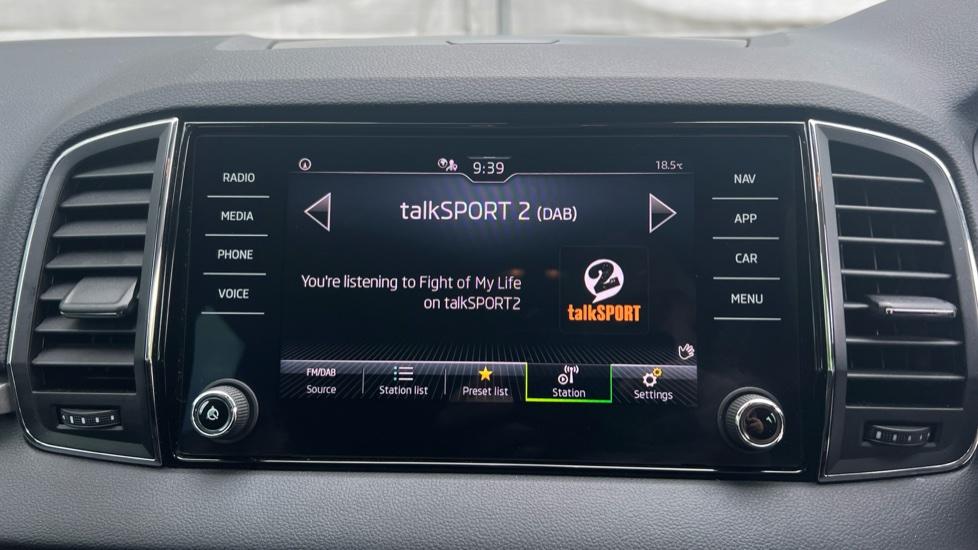 9:39
18.5°C
RADIO
MEDIA
PHONE
VOICE
talkSPORT 2 (DAB)
You're listening to Fight of My Life
on talkSPORT2
2
talkSPORT
NAV
APP
CAR
MENU
FM/DAB
Source
Station list
Preset list
Station
Settings